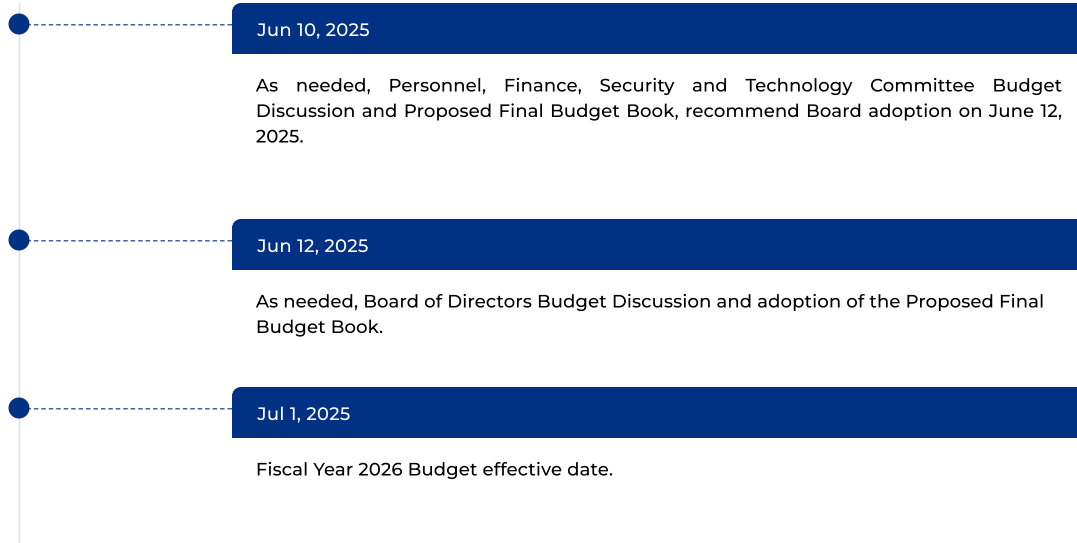 Jun 10, 2025
As needed, Personnel, Finance, Security and Technology Committee Budget
Discussion and Proposed Final Budget Book, recommend Board adoption on June 12,
2025.
Jun 12, 2025
As needed, Board of Directors Budget Discussion and adoption of the Proposed Final
Budget Book.
Jul 1, 2025
Fiscal Year 2026 Budget effective date.